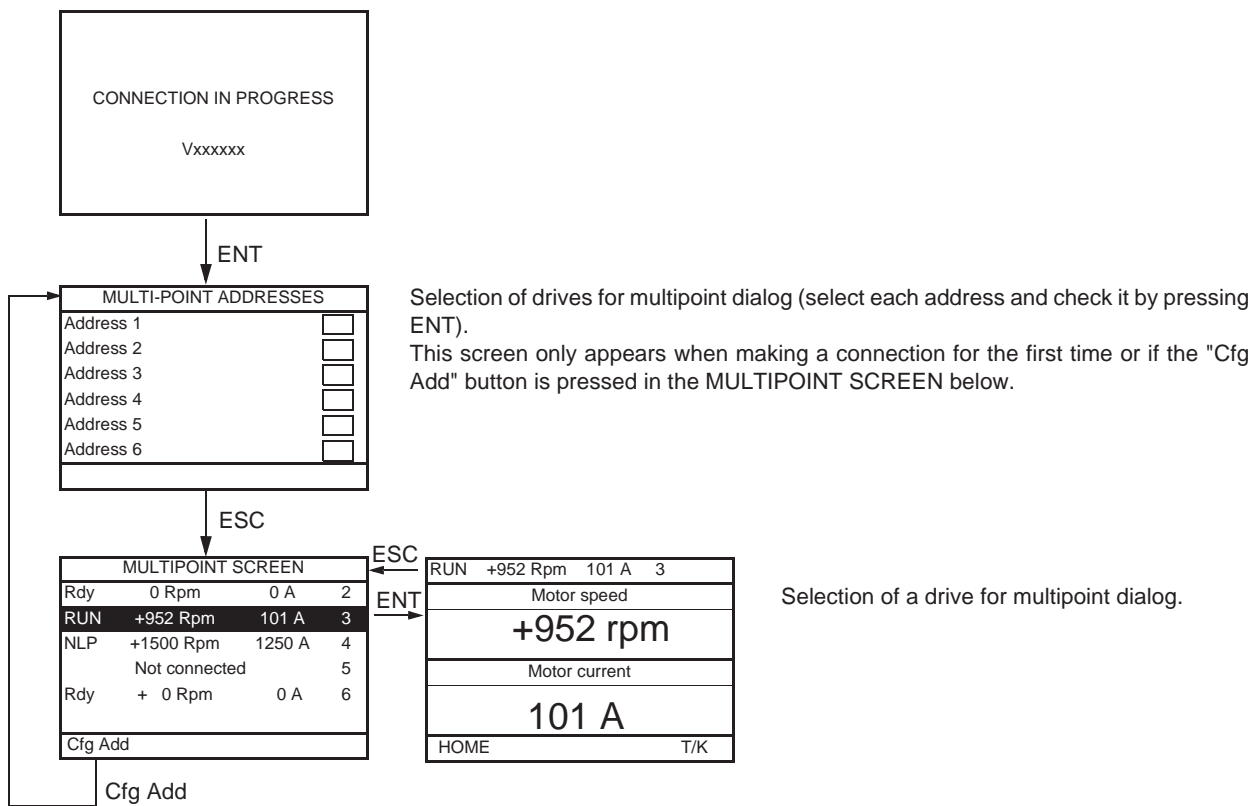 CONNECTION IN PROGRESS
Vxxxxxx
ENT
MULTI-POINT ADDRESSES
Address 1
Address 2
Address 3
Address 4
Address 5
Address 6
Selection of drives for multipoint dialog (select each address and check it by pressing
ENT).
This screen only appears when making a connection for the first time or if the "Cfg
Add" button is pressed in the MULTIPOINT SCREEN below.
ESC
MULTIPOINT SCREEN
Rdy 0 Rpm 0 A 2
RUN +952 Rpm 101 A 3
NLP +1500 Rpm 1250 A 4
Not connected 5
Rdy + 0 Rpm 0 A 6
Cfg Add
ESC
ENT
RUN +952 Rpm 101 A 3
Motor speed
+952 rpm
Motor current
101 A
HOME T/K
Selection of a drive for multipoint dialog.
Cfg Add